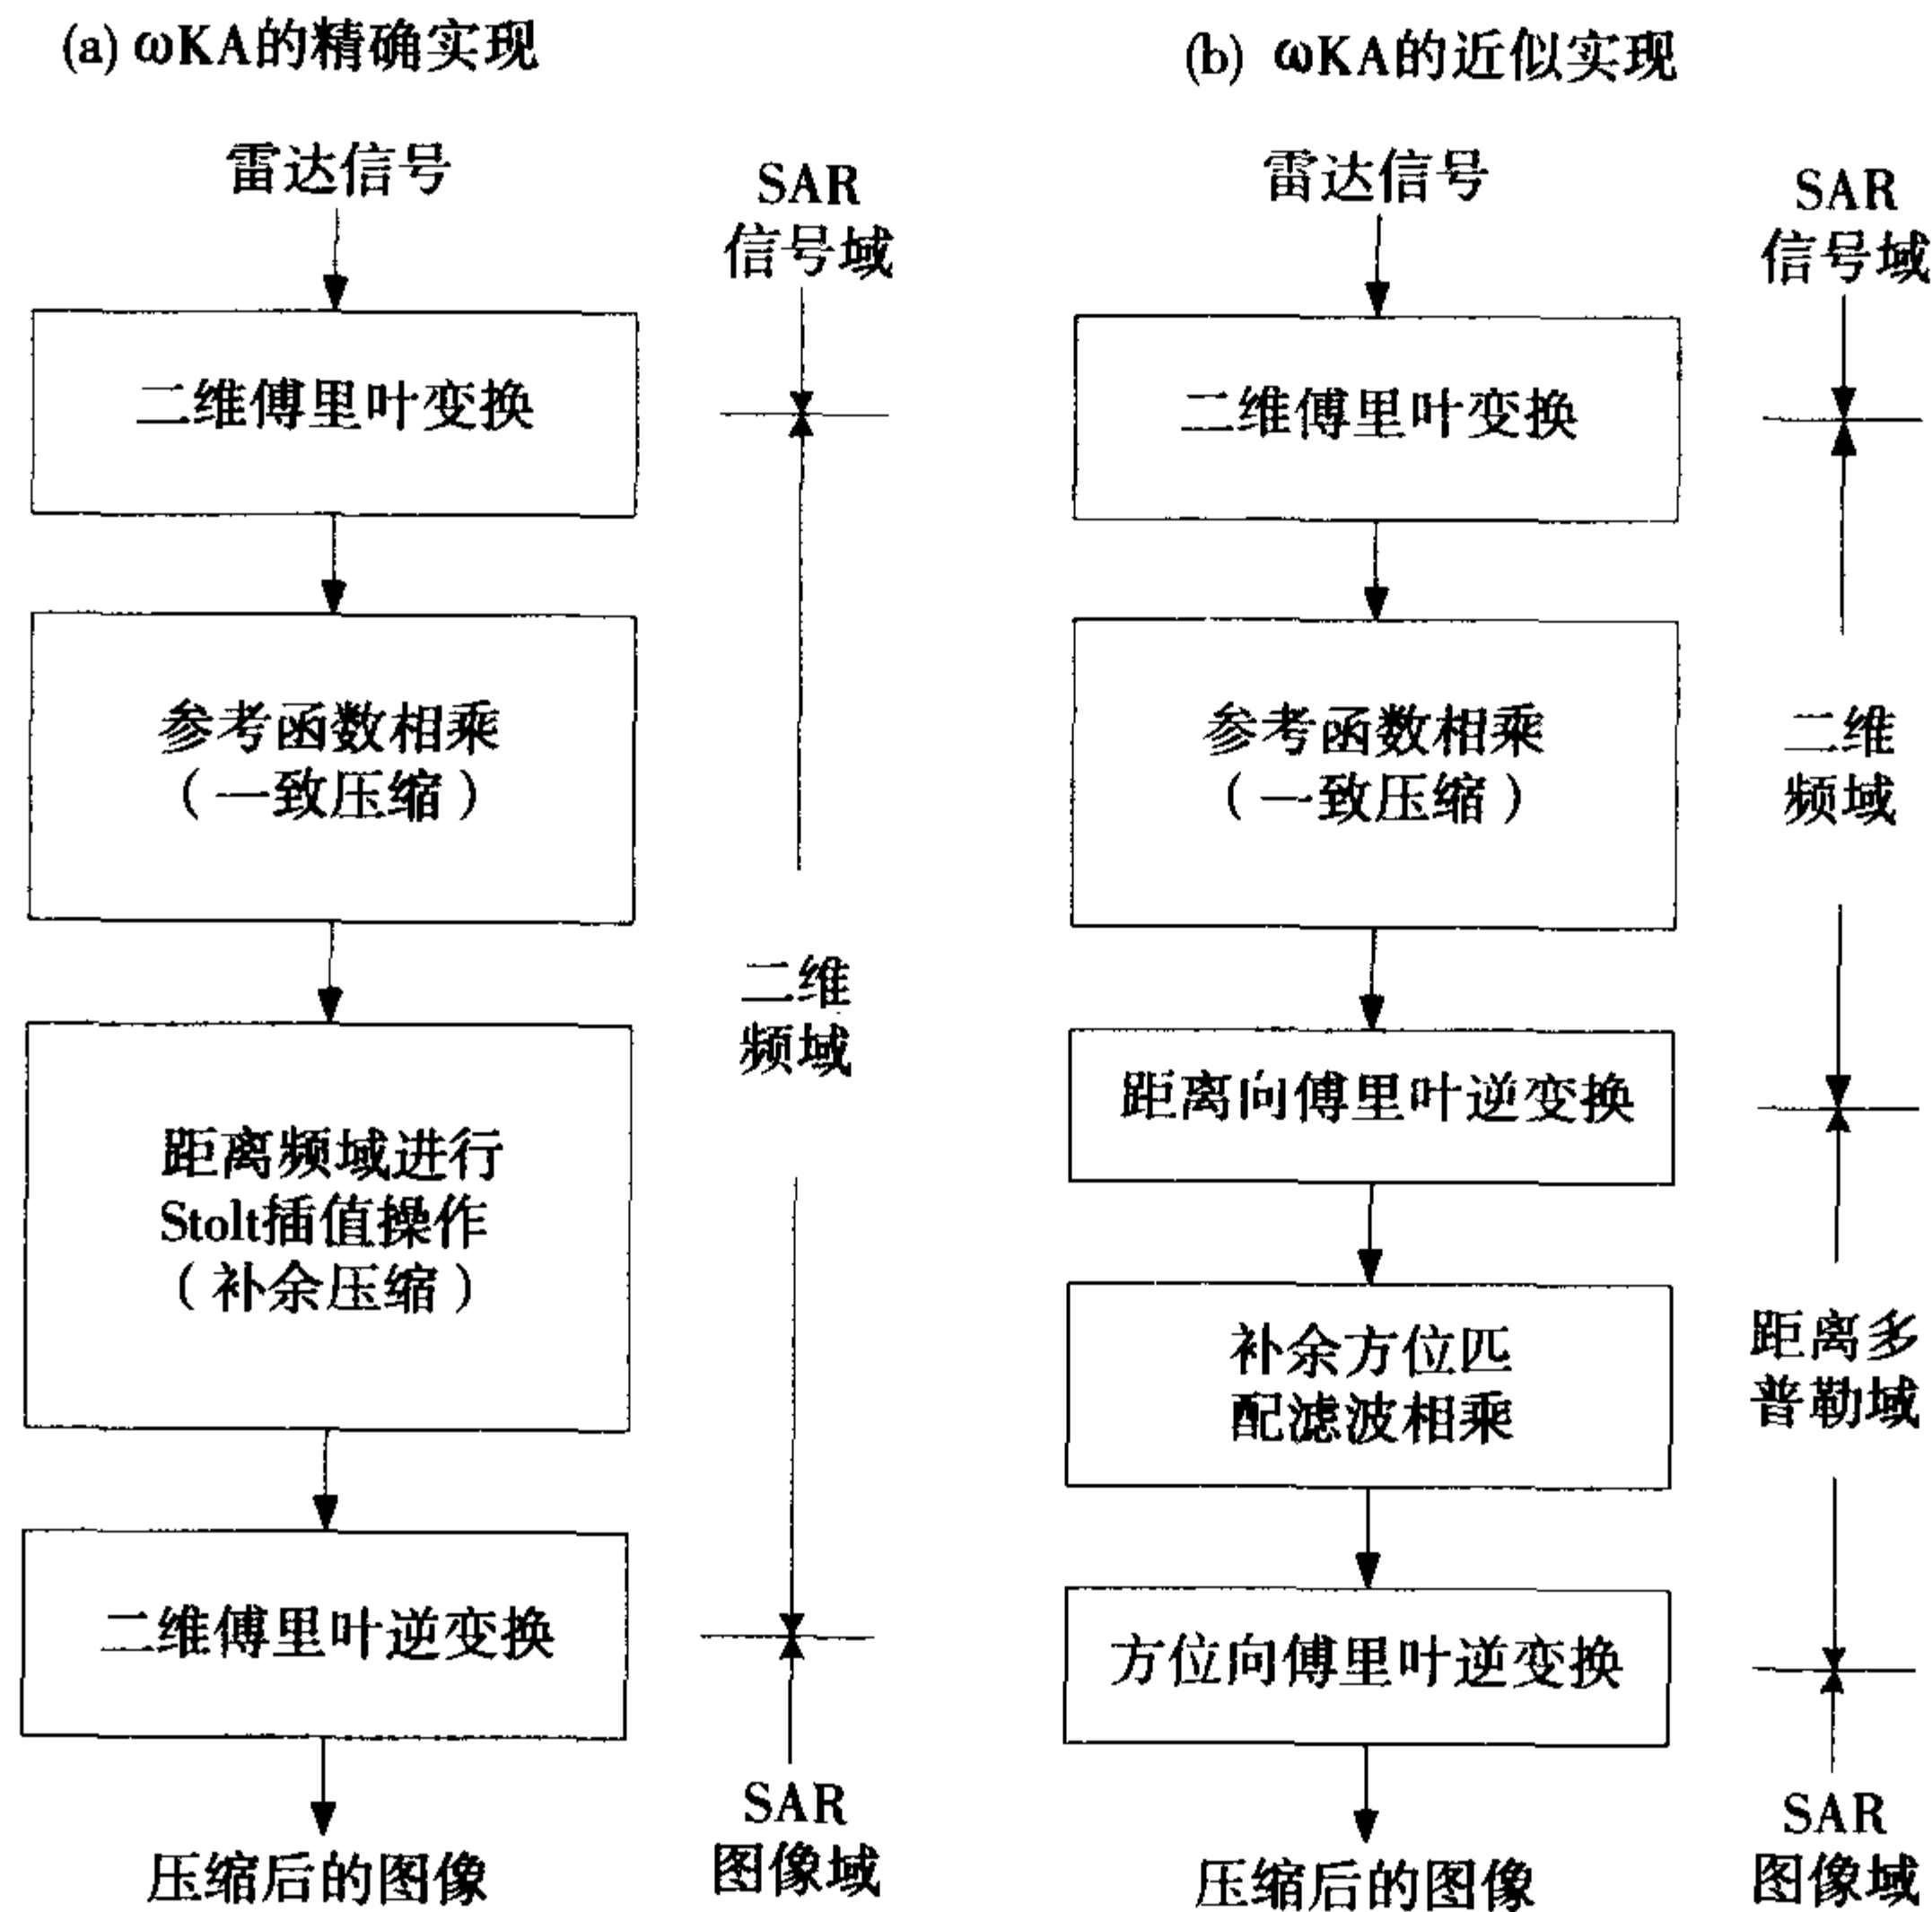 (a) ωKA的精确实现
雷达信号
SAR
信号域
二维傅里叶变换
参考函数相乘
（一致压缩）
二维
频域
距离频域进行
Stolt插值操作
（补余压缩）
二维傅里叶逆变换
压缩后的图像
SAR
图像域
(b) ωKA的近似实现
雷达信号
SAR
信号域
二维傅里叶变换
参考函数相乘
（一致压缩）
二维
频域
距离向傅里叶逆变换
补余方位匹
配滤波相乘
距离多
普勒域
方位向傅里叶逆变换
压缩后的图像
SAR
图像域